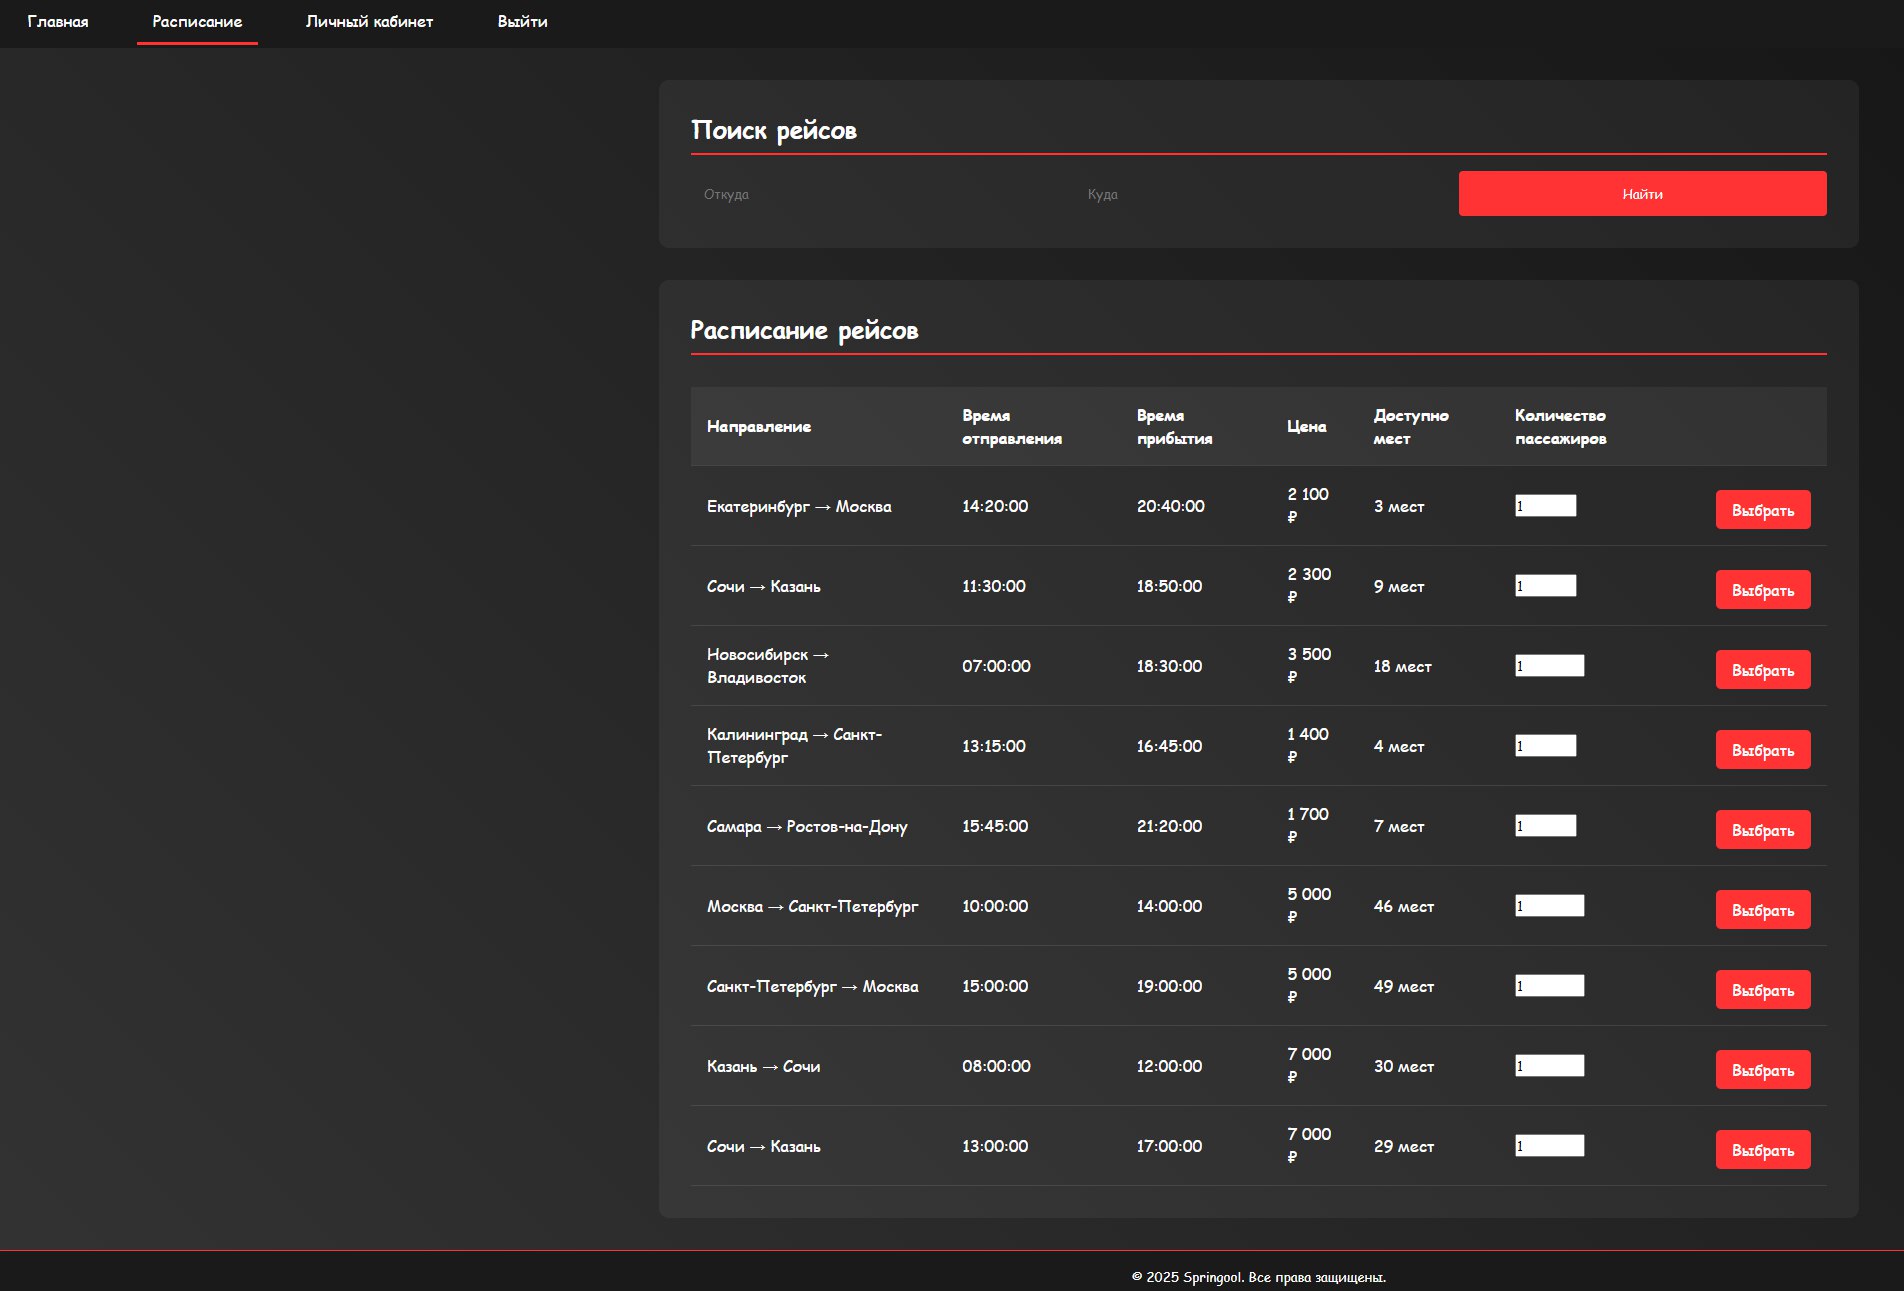 Главная Расписание Личный кабинет Выйти
Поиск рейсов
Откуда Куда Найти
Расписание рейсов
Направление Время отправления Время прибытия Цена Доступно мест Количество пассажиров
Екатеринбург → Москва 14:20:00 20:40:00 2 100 ₽ 3 мест 1 Выбрать
Сочи → Казань 11:30:00 18:50:00 2 300 ₽ 9 мест 1 Выбрать
Новосибирск → Владивосток 07:00:00 18:30:00 3 500 ₽ 18 мест 1 Выбрать
Калининград → Санкт-Петербург 13:15:00 16:45:00 1 400 ₽ 4 мест 1 Выбрать
Самара → Ростов-на-Дону 15:45:00 21:20:00 1 700 ₽ 7 мест 1 Выбрать
Москва → Санкт-Петербург 10:00:00 14:00:00 5 000 ₽ 46 мест 1 Выбрать
Санкт-Петербург → Москва 15:00:00 19:00:00 5 000 ₽ 49 мест 1 Выбрать
Казань → Сочи 08:00:00 12:00:00 7 000 ₽ 30 мест 1 Выбрать
Сочи → Казань 13:00:00 17:00:00 7 000 ₽ 29 мест 1 Выбрать
© 2025 Springool. Все права защищены.